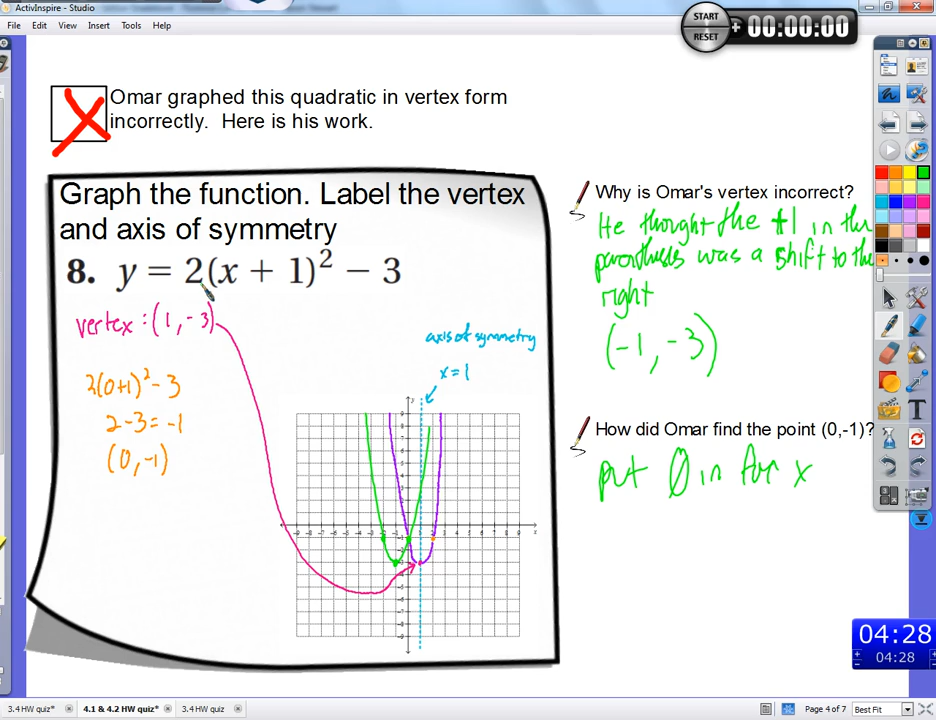 ActivInspire - Studio
File Edit View Insert Tools Help
START
RESET
00:00:00
Omar graphed this quadratic in vertex form
incorrectly. Here is his work.
Graph the function. Label the vertex
and axis of symmetry
8. y = 2(x + 1)² − 3
vertex : (1, -3)
2(0+1)² - 3
2-3 = -1
(0, -1)
axis of symmetry
x = 1
Why is Omar's vertex incorrect?
He thought the +1 in the
parenthesis was a shift to the
right
(-1, -3)
How did Omar find the point (0,-1)?
put 0 in for x
04:28
04:28
3.4 HW quiz* 4.1 & 4.2 HW quiz* 3.4 HW quiz
Page 4 of 7 Best Fit